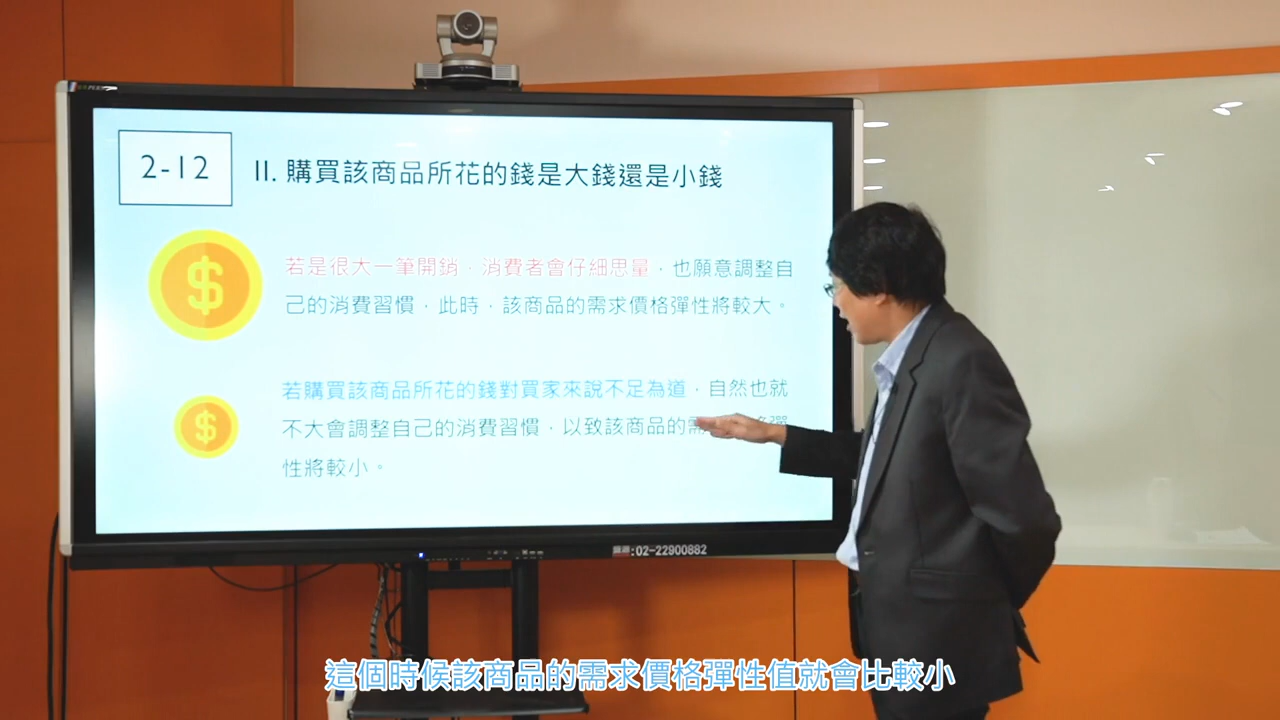 2-12
II. 購買該商品所花的錢是大錢還是小錢
若是很大一筆開銷，消費者會仔細思量，也願意調整自
己的消費習慣，此時，該商品的需求價格彈性將較大。
若購買該商品所花的錢對買家來說不足為道，自然也就
不大會調整自己的消費習慣，以致該商品的需
彈
性將較小。
:02-22900882
這個時候該商品的需求價格彈性值就會比較小